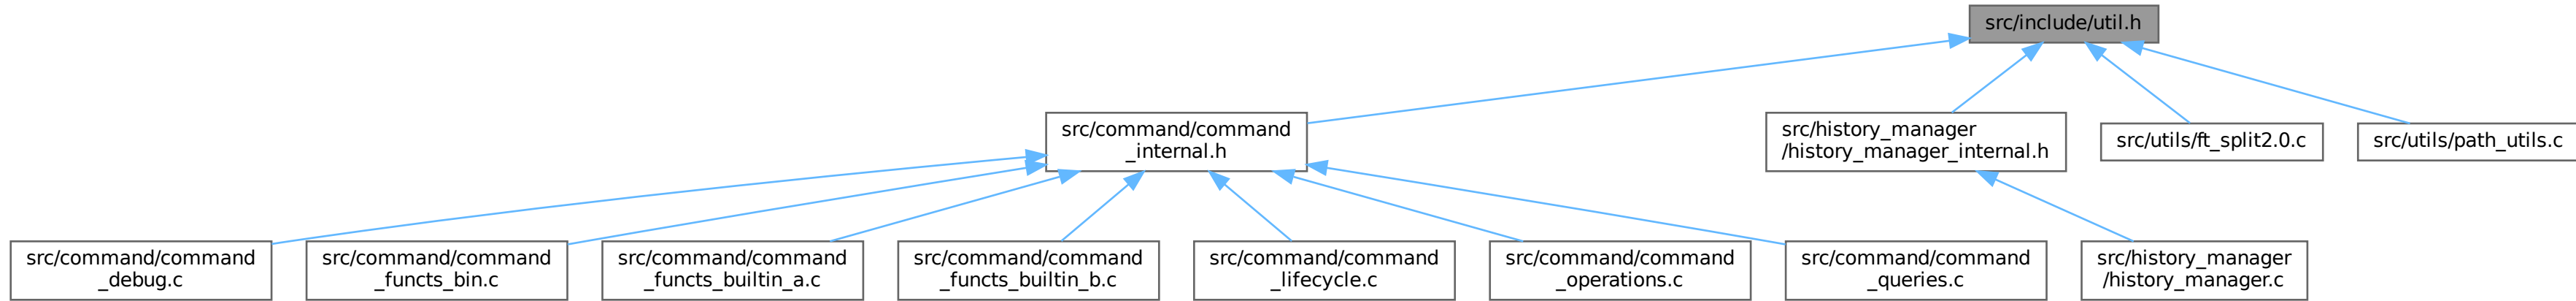 src/include/util.h
src/command/command
_internal.h
src/history_manager
/history_manager_internal.h
src/utils/ft_split2.0.c
src/utils/path_utils.c
src/command/command
_debug.c
src/command/command
_functs_bin.c
src/command/command
_functs_builtin_a.c
src/command/command
_functs_builtin_b.c
src/command/command
_lifecycle.c
src/command/command
_operations.c
src/command/command
_queries.c
src/history_manager
/history_manager.c